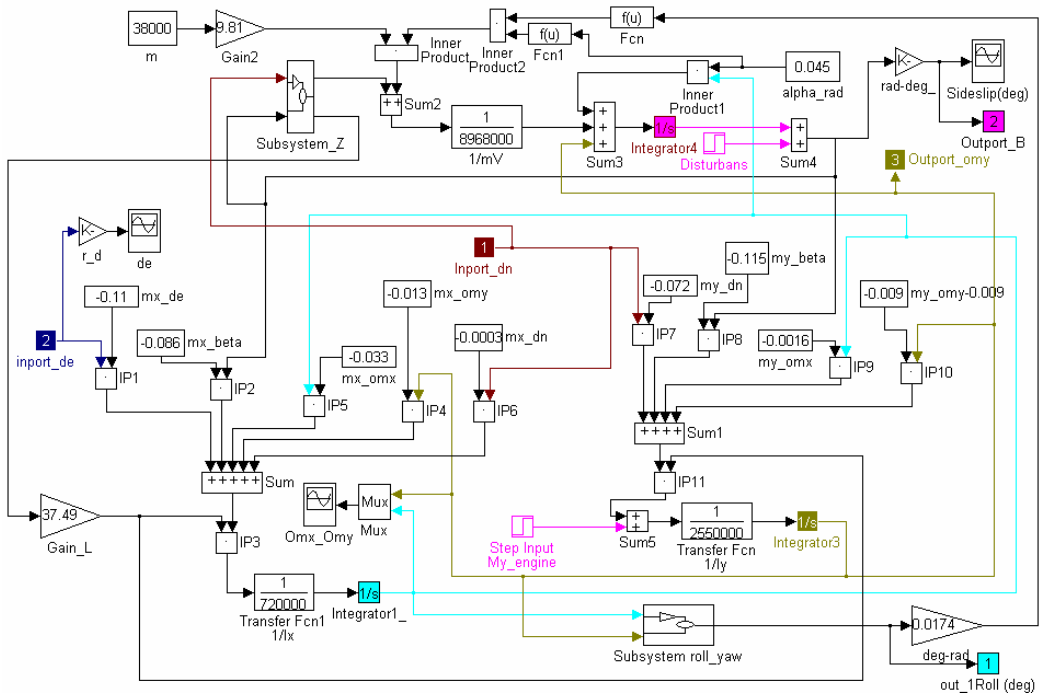 38000
m
9.81
Gain2
Inner
Product
Inner
Product2
f(u)
Fcn1
f(u)
Fcn
Inner
Product1
0.045
alpha_rad
K-
rad-deg_
Sideslip(deg)
2
Outport_B
Subsystem_Z
+ +
Sum2
1
8968000
1/mV
+
+
+
Sum3
1/s
Integrator4
Disturbans
+
+
Sum4
3
Outport_omy
K-
r_d
de
1
Inport_dn
-0.115
my_beta
-0.072
my_dn
-0.11
mx_de
-0.013
mx_omy
-0.009
my_omy-0.009
2
inport_de
-0.086
mx_beta
-0.0003
mx_dn
-0.033
mx_omx
-0.0016
my_omx
IP1
IP2
IP5
IP4
IP6
IP7
IP8
IP9
IP10
+ + + + +
Sum
+ + + +
Sum1
37.49
Gain_L
IP3
Omx_Omy
Mux
Mux
IP11
Step Input
My_engine
+
+
Sum5
1
2550000
Transfer Fcn
1/Iy
1/s
Integrator3
1
720000
Transfer Fcn1
1/Ix
1/s
Integrator1_
Subsystem roll_yaw
0.0174
deg-rad
1
out_1Roll (deg)